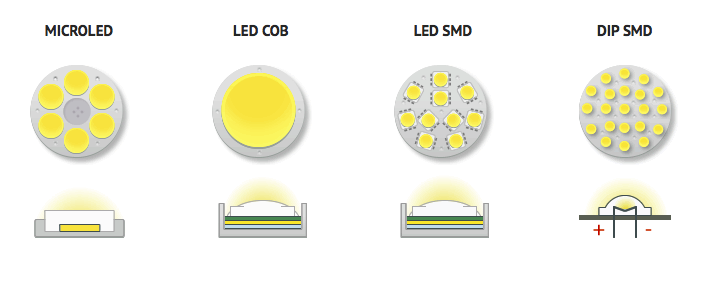 MICROLED
LED COB
LED SMD
DIP SMD
+ -